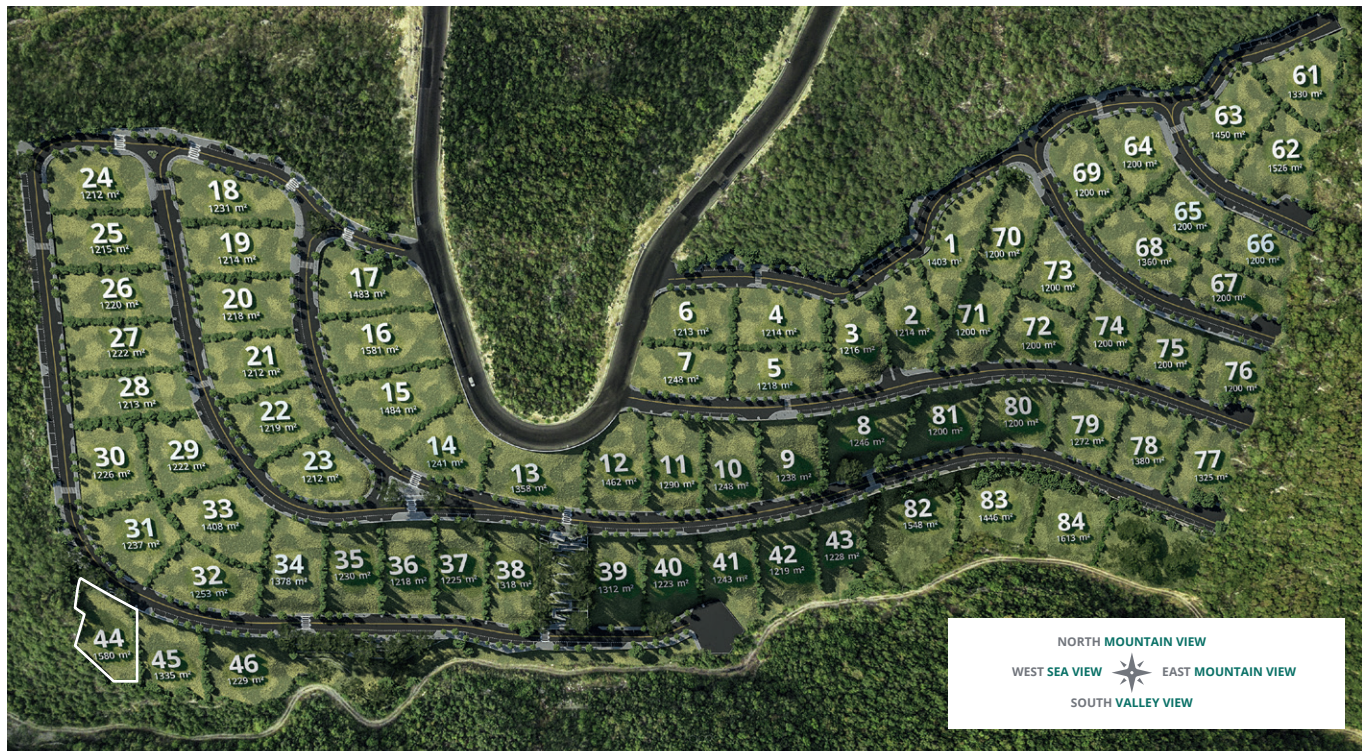 61
1330 m²
63
1450 m²
62
1526 m²
64
1200 m²
69
1200 m²
65
1200 m²
66
1200 m²
68
1360 m²
67
1200 m²
24
1212 m²
18
1231 m²
25
1215 m²
19
1214 m²
17
1483 m²
1
1403 m²
70
1200 m²
73
1200 m²
26
1220 m²
20
1218 m²
6
1213 m²
4
1214 m²
3
1216 m²
2
1214 m²
71
1200 m²
72
1200 m²
74
1200 m²
75
1200 m²
76
1200 m²
27
1222 m²
21
1212 m²
16
1581 m²
7
1248 m²
5
1218 m²
28
1213 m²
22
1219 m²
15
1484 m²
30
1226 m²
29
1222 m²
23
1212 m²
14
1241 m²
13
1358 m²
12
1462 m²
11
1290 m²
10
1248 m²
9
1238 m²
8
1246 m²
81
1200 m²
80
1200 m²
79
1272 m²
78
1380 m²
77
1325 m²
31
1237 m²
33
1408 m²
82
1548 m²
83
1446 m²
84
1613 m²
32
1253 m²
34
1378 m²
35
1230 m²
36
1218 m²
37
1225 m²
38
1318 m²
39
1312 m²
40
1223 m²
41
1243 m²
42
1219 m²
43
1228 m²
44
1580 m²
45
1335 m²
46
1229 m²
NORTH MOUNTAIN VIEW
WEST SEA VIEW
EAST MOUNTAIN VIEW
SOUTH VALLEY VIEW